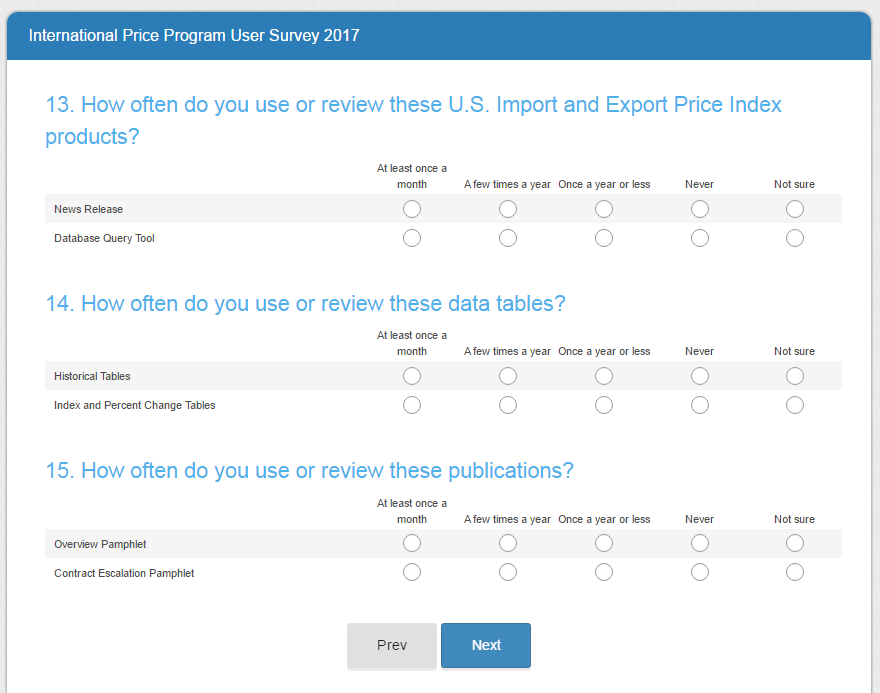 International Price Program User Survey 2017
13. How often do you use or review these U.S. Import and Export Price Index
products?
At least once a
month A few times a year Once a year or less Never Not sure
News Release
Database Query Tool
14. How often do you use or review these data tables?
At least once a
month A few times a year Once a year or less Never Not sure
Historical Tables
Index and Percent Change Tables
15. How often do you use or review these publications?
At least once a
month A few times a year Once a year or less Never Not sure
Overview Pamphlet
Contract Escalation Pamphlet
Prev Next